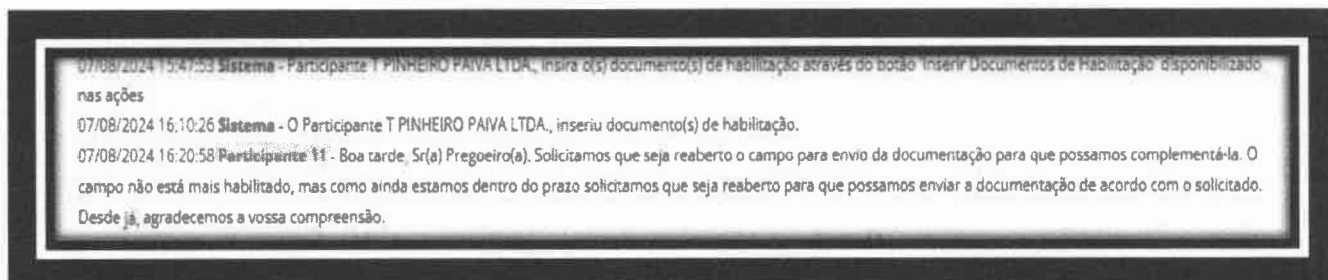 07/08/2024 15:47:53 Sistema - Participante T PINHEIRO PAIVA LTDA., insira o(s) documento(s) de habilitação através do botão 'Inserir Documentos de Habilitação' disponibilizado
nas ações
07/08/2024 16:10:26 Sistema - O Participante T PINHEIRO PAIVA LTDA., inseriu documento(s) de habilitação.
07/08/2024 16:20:58 Participante 11 - Boa tarde, Sr(a) Pregoeiro(a). Solicitamos que seja reaberto o campo para envio da documentação para que possamos complementá-la. O
campo não está mais habilitado, mas como ainda estamos dentro do prazo solicitamos que seja reaberto para que possamos enviar a documentação de acordo com o solicitado.
Desde já, agradecemos a vossa compreensão.